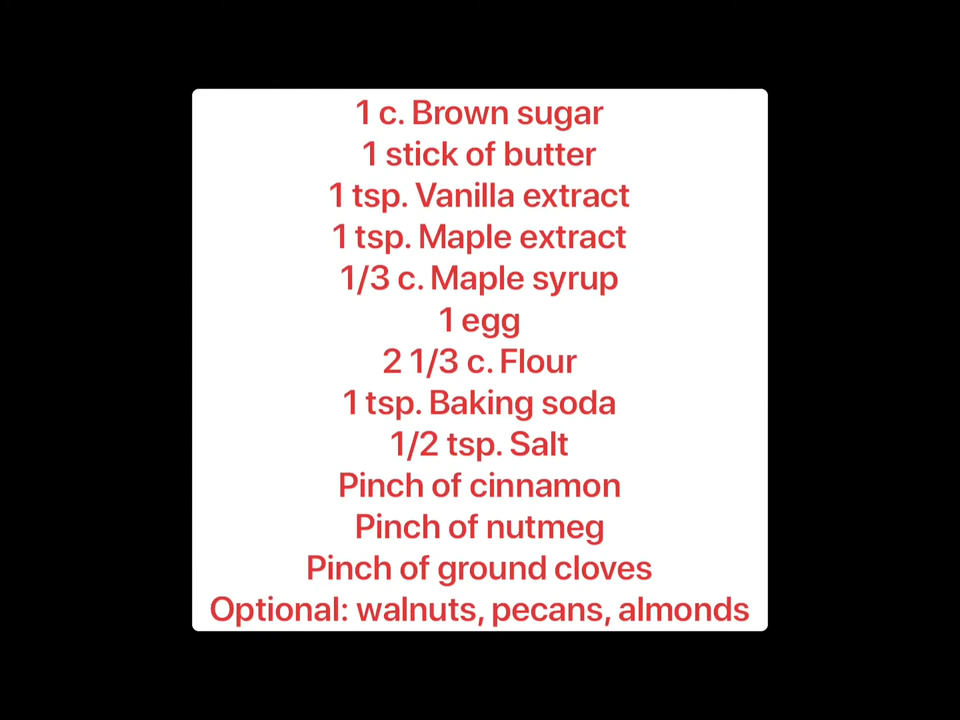 1 c. Brown sugar
1 stick of butter
1 tsp. Vanilla extract
1 tsp. Maple extract
1/3 c. Maple syrup
1 egg
2 1/3 c. Flour
1 tsp. Baking soda
1/2 tsp. Salt
Pinch of cinnamon
Pinch of nutmeg
Pinch of ground cloves
Optional: walnuts, pecans, almonds